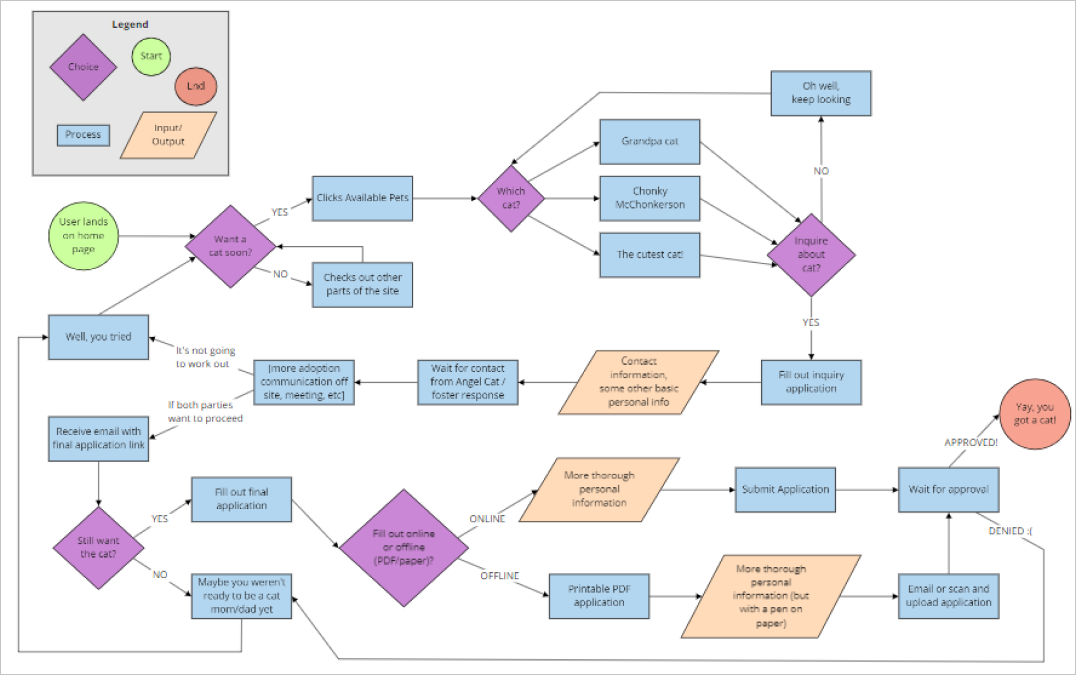 Legend
Choice
Start
Lnd
Process
Input/
Output
User lands
on home
page
Want a
cat soon?
YES
NO
Clicks Available Pets
Checks out other
parts of the site
Which
cat?
Grandpa cat
Chonky
McChonkerson
The cutest cat!
Oh well,
keep looking
NO
Inquire
about
cat?
YES
Fill out inquiry
application
Contact
information,
some other basic
personal info
Wait for contact
from Angel Cat /
foster response
[more adoption
communication off
site, meeting, etc]
It's not going
to work out
Well, you tried
If both parties
want to proceed
Receive email with
final application link
Still want
the cat?
YES
NO
Fill out final
application
Maybe you weren't
ready to be a cat
mom/dad yet
Fill out online
or offline
(PDF/paper)?
ONLINE
OFFLINE
More thorough
personal
information
Submit Application
Printable PDF
application
More thorough
personal
information (but
with a pen on
paper)
Email or scan and
upload application
Wait for approval
APPROVED!
DENIED :(
Yay, you
got a cat!